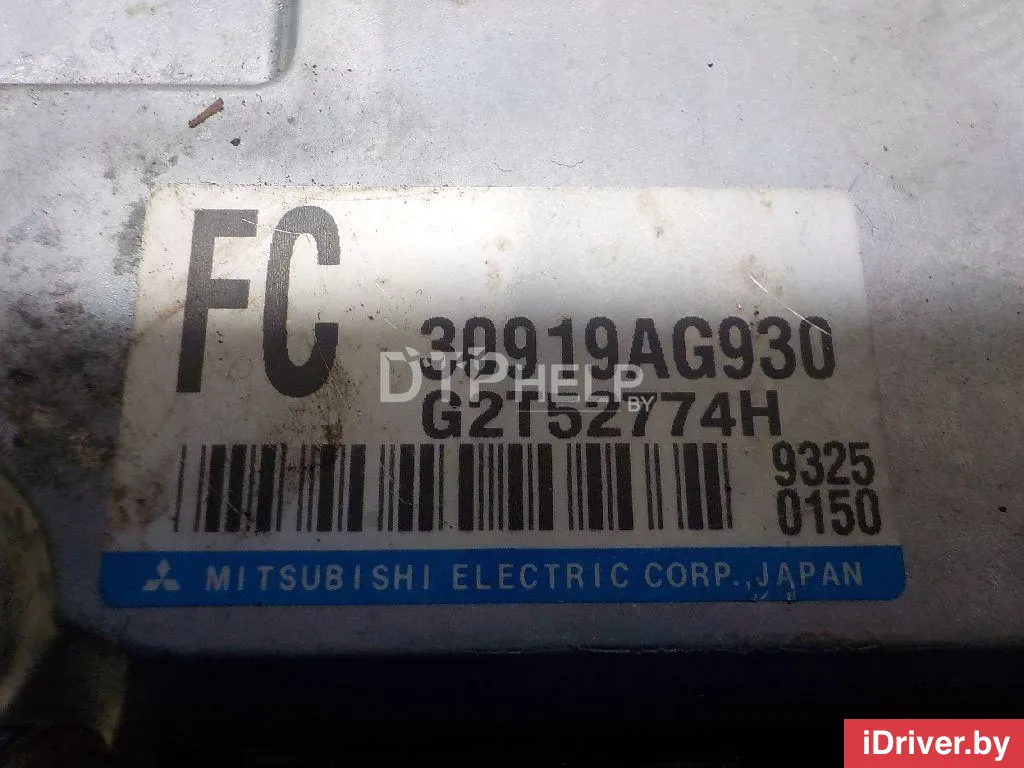 FC
30919AG930
DTPHELP
BY
G2T52774H
9325
0150
MITSUBISHI ELECTRIC CORP., JAPAN
iDriver.by